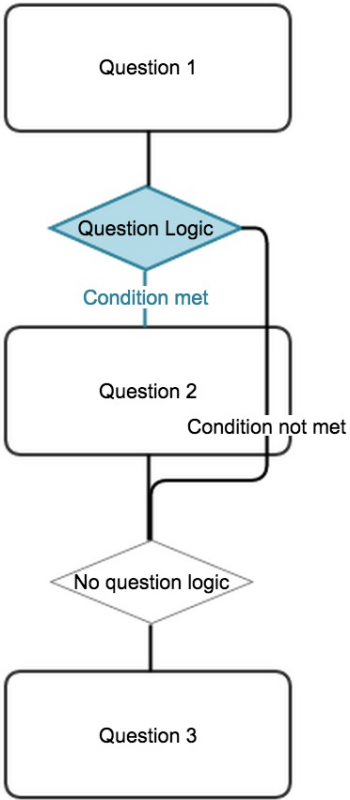 Question 1
Question Logic
Condition met
Question 2
Condition not met
No question logic
Question 3